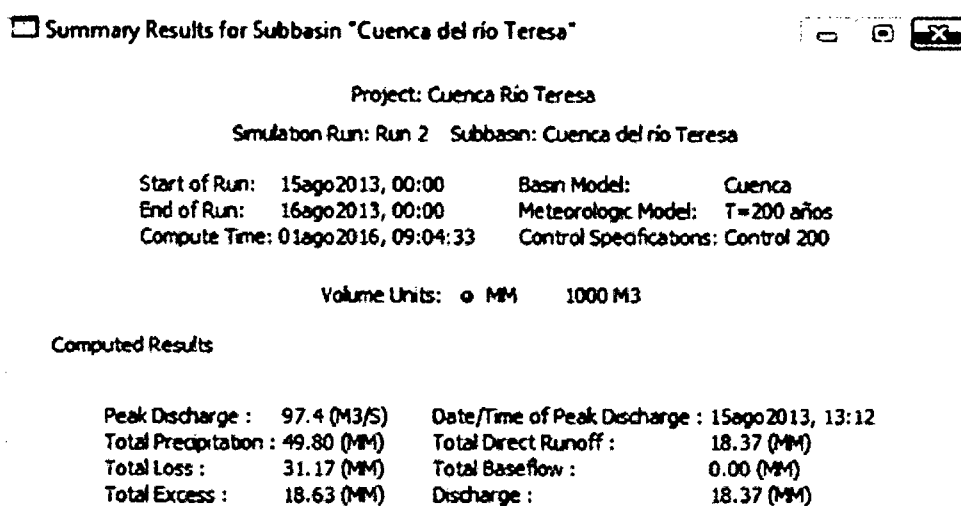 Summary Results for Subbasin "Cuenca del río Teresa"
Project: Cuenca Río Teresa
Simulation Run: Run 2 Subbasin: Cuenca del río Teresa
Start of Run: 15ago2013, 00:00 Basin Model: Cuenca
End of Run: 16ago2013, 00:00 Meteorologic Model: T=200 años
Compute Time: 01ago2016, 09:04:33 Control Specifications: Control 200
Volume Units: MM 1000 M3
Computed Results
Peak Discharge : 97.4 (M3/S) Date/Time of Peak Discharge : 15ago2013, 13:12
Total Precipitation : 49.80 (MM) Total Direct Runoff : 18.37 (MM)
Total Loss : 31.17 (MM) Total Baseflow : 0.00 (MM)
Total Excess : 18.63 (MM) Discharge : 18.37 (MM)